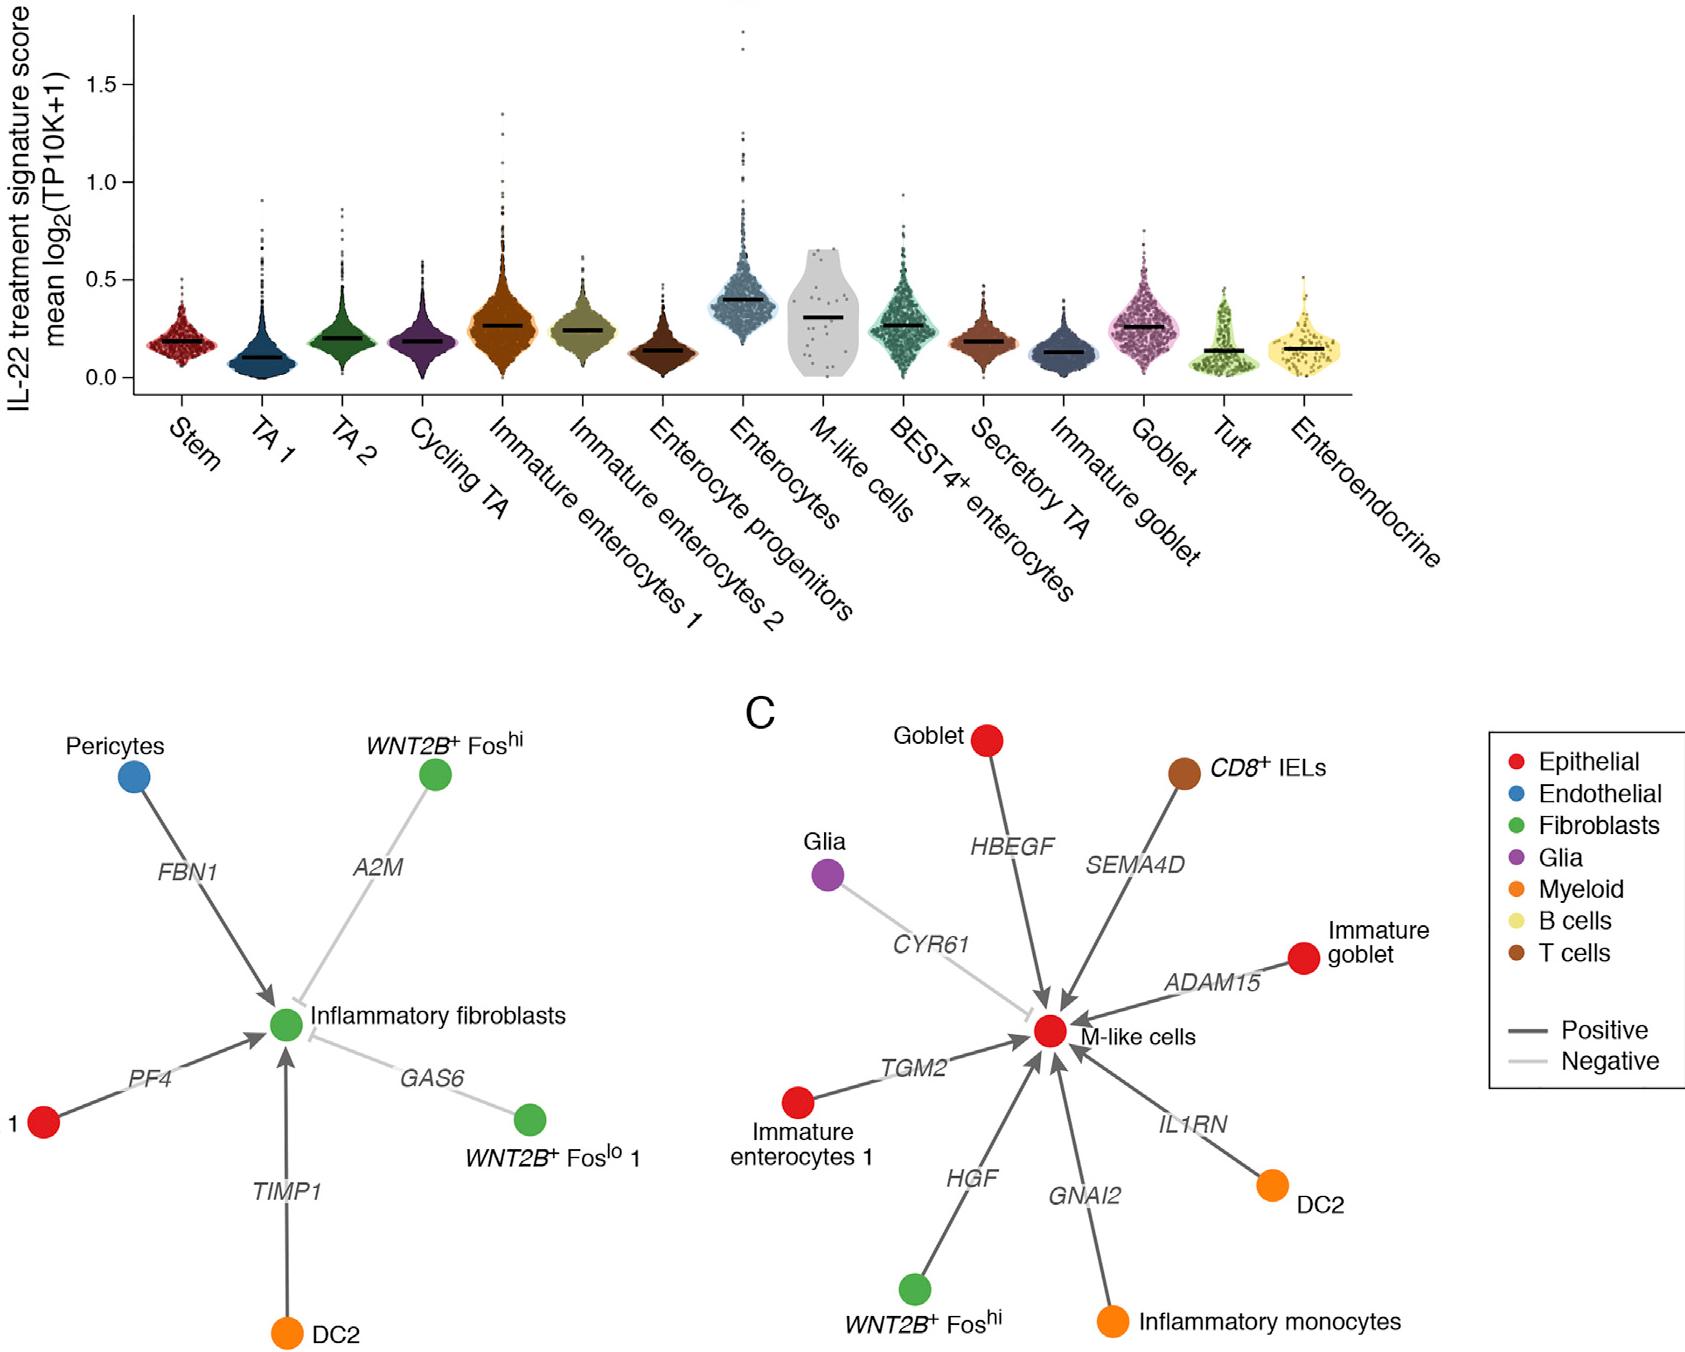 IL-22 treatment signature score
mean log2(TP10K+1)
1.5
1.0
0.5
0.0
Stem
TA 1
TA 2
Cycling TA
Immature enterocytes 1
Immature enterocytes 2
Enterocyte progenitors
Enterocytes
M-like cells
BEST4+ enterocytes
Secretory TA
Immature goblet
Goblet
Tuft
Enteroendocrine
Pericytes
WNT2B+ Foshi
FBN1
A2M
Inflammatory fibroblasts
PF4
GAS6
1
WNT2B+ Foslo 1
TIMP1
DC2
C
Goblet
CD8+ IELs
Glia
HBEGF
SEMA4D
CYR61
Immature
goblet
ADAM15
M-like cells
TGM2
Immature
enterocytes 1
IL1RN
HGF
GNAI2
DC2
WNT2B+ Foshi
Inflammatory monocytes
Epithelial
Endothelial
Fibroblasts
Glia
Myeloid
B cells
T cells
Positive
Negative